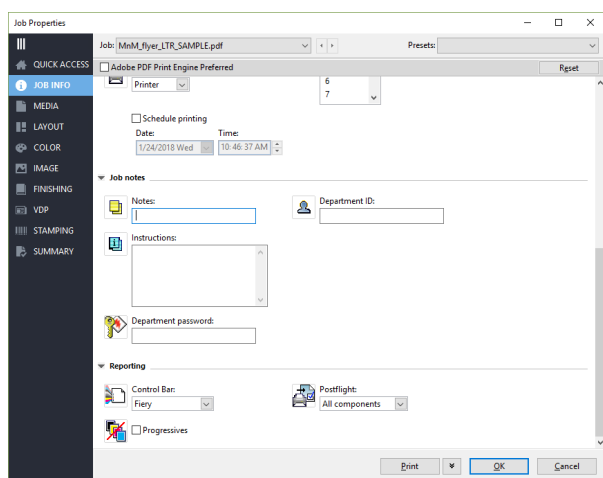 Job Properties
Job: MnM_flyer_LTR_SAMPLE.pdf Presets:
QUICK ACCESS
JOB INFO
MEDIA
LAYOUT
COLOR
IMAGE
FINISHING
VDP
STAMPING
SUMMARY
Adobe PDF Print Engine Preferred Reset
Printer 6
7
Schedule printing
Date: Time:
1/24/2018 Wed 10:46:37 AM
Job notes
Notes: Department ID:
Instructions:
Department password:
Reporting
Control Bar: Postflight:
Fiery All components
Progressives
Print OK Cancel